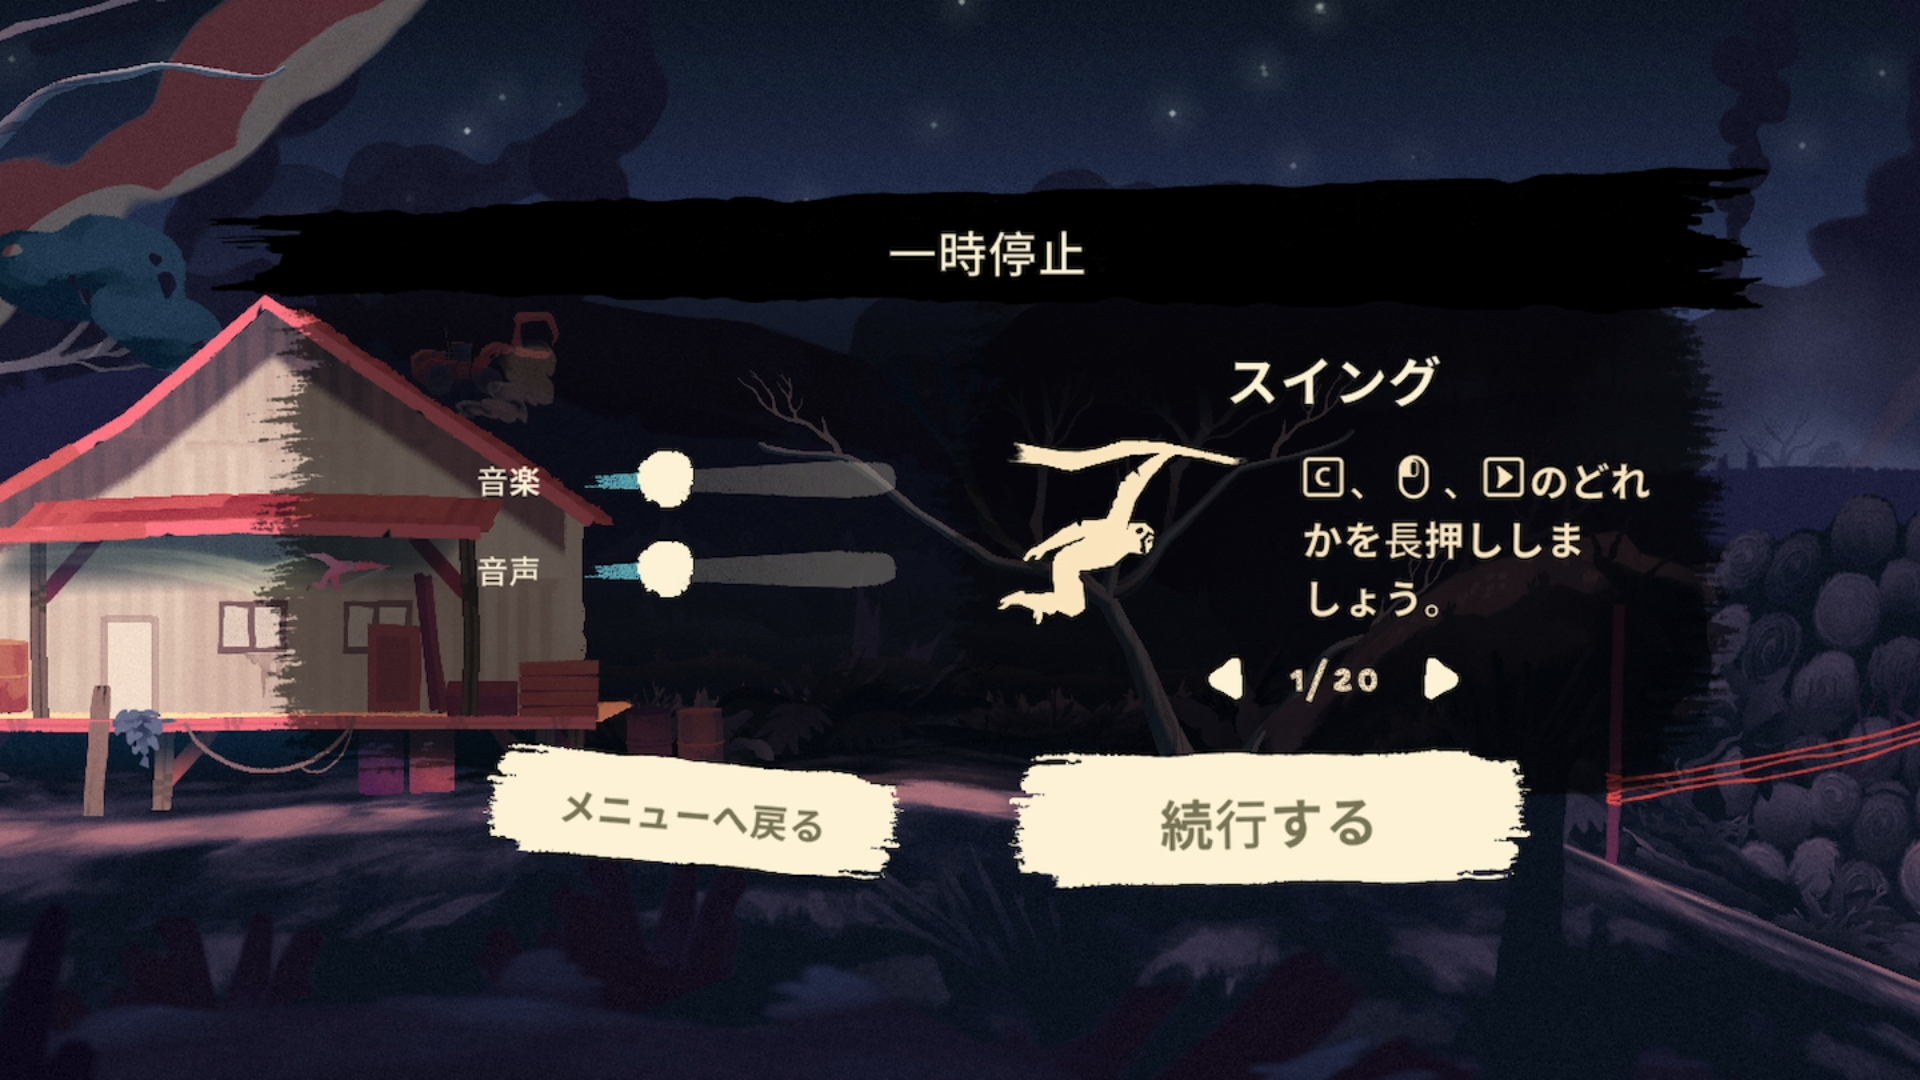 一時停止
スイング
音楽
音声
C、、のどれ
かを長押ししま
しょう。
1/20
メニューへ戻る
続行する